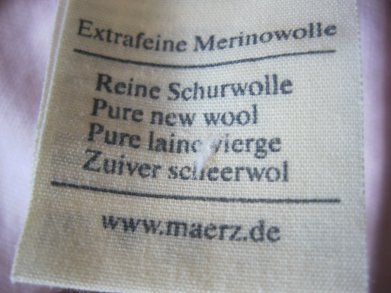 Extrafeine Merinowolle
Reine Schurwolle
Pure new wool
Pure laine vierge
Zuiver scheerwol
www.maerz.de